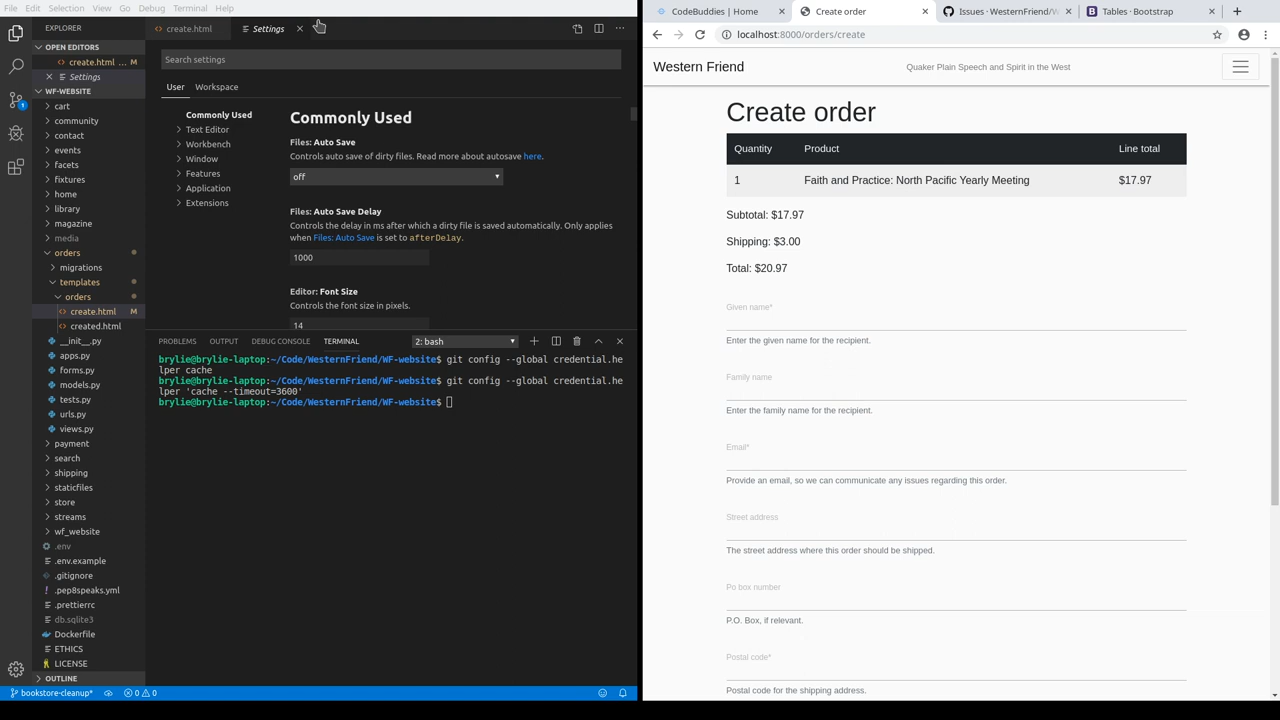 File Edit Selection View Go Debug Terminal Help
EXPLORER
OPEN EDITORS
create.html ... M
Settings
WF-WEBSITE
cart
community
contact
events
facets
fixtures
home
library
magazine
media
orders
migrations
templates
orders
create.html M
created.html
__init__.py
apps.py
forms.py
models.py
tests.py
urls.py
views.py
payment
search
shipping
staticfiles
store
streams
wf_website
.env
.env.example
.gitignore
.pep8speaks.yml
.prettierrc
db.sqlite3
Dockerfile
ETHICS
LICENSE
OUTLINE
bookstore-cleanup* 0 0
create.html Settings
Search settings
User Workspace
Commonly Used
Text Editor
Workbench
Window
Features
Application
Extensions
Commonly Used
Files: Auto Save
Controls auto save of dirty files. Read more about autosave here.
off
Files: Auto Save Delay
Controls the delay in ms after which a dirty file is saved automatically. Only applies
when Files: Auto Save is set to afterDelay.
1000
Editor: Font Size
Controls the font size in pixels.
14
PROBLEMS OUTPUT DEBUG CONSOLE TERMINAL 2: bash
brylie@brylie-laptop:~/Code/WesternFriend/WF-website$ git config --global credential.he
lper cache
brylie@brylie-laptop:~/Code/WesternFriend/WF-website$ git config --global credential.he
lper 'cache --timeout=3600'
brylie@brylie-laptop:~/Code/WesternFriend/WF-website$
1
CodeBuddies | Home Create order Issues · WesternFriend/W Tables · Bootstrap
localhost:8000/orders/create
Western Friend Quaker Plain Speech and Spirit in the West
Create order
Quantity Product Line total
1 Faith and Practice: North Pacific Yearly Meeting $17.97
Subtotal: $17.97
Shipping: $3.00
Total: $20.97
Given name*
Enter the given name for the recipient.
Family name
Enter the family name for the recipient.
Email*
Provide an email, so we can communicate any issues regarding this order.
Street address
The street address where this order should be shipped.
Po box number
P.O. Box, if relevant.
Postal code*
Postal code for the shipping address.